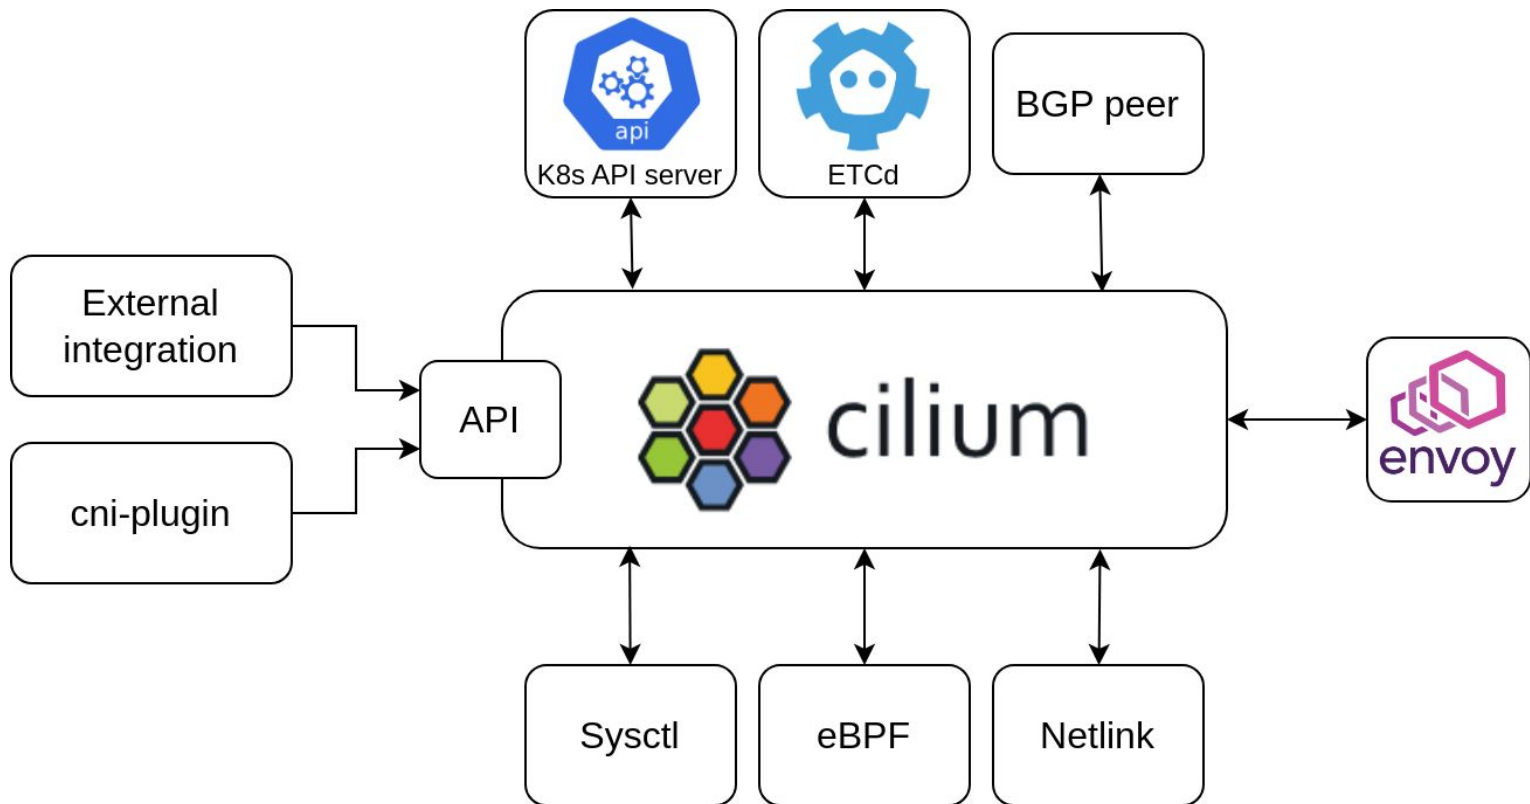 api
K8s API server
ETCd
BGP peer
External
integration
API
cilium
envoy
cni-plugin
Sysctl
eBPF
Netlink